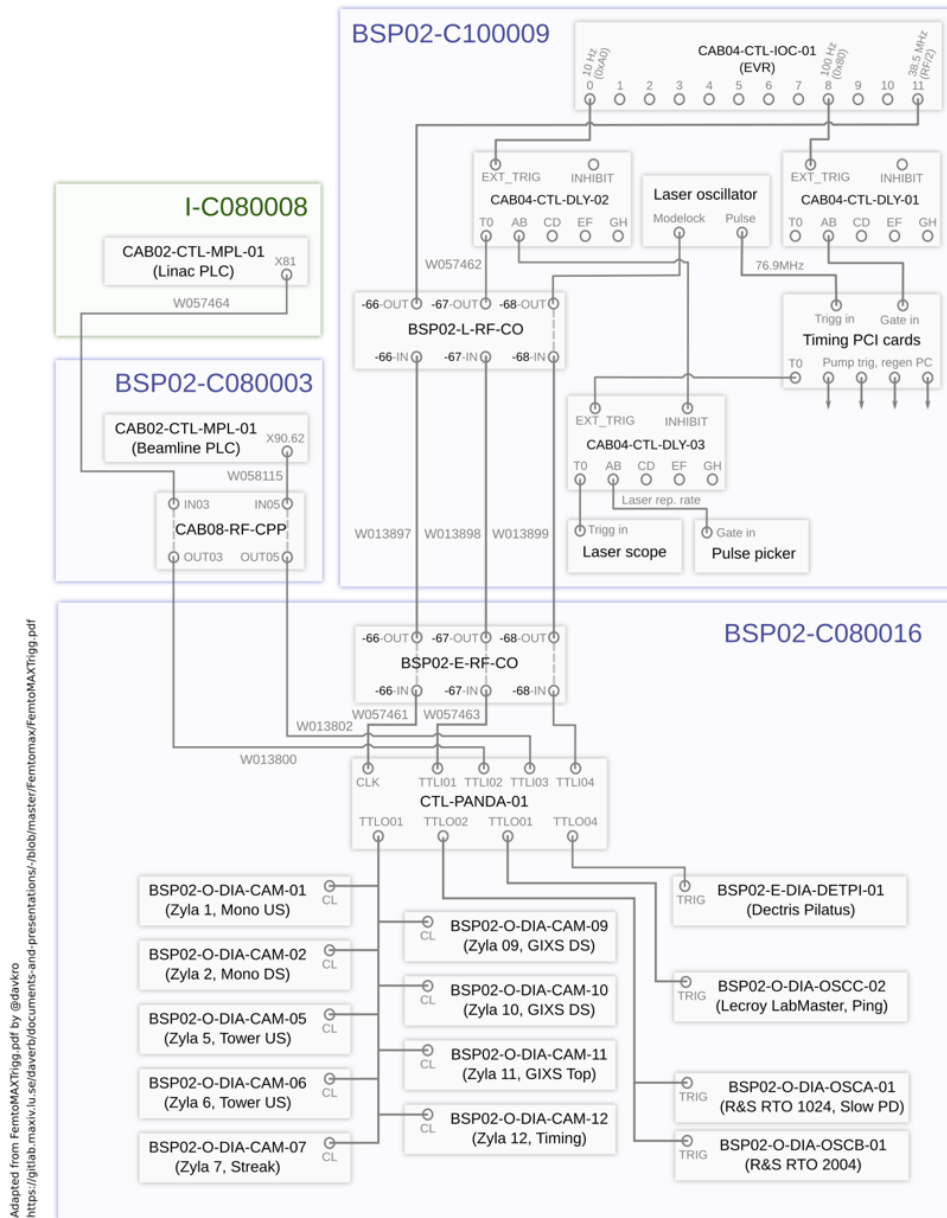 BSP02-C100009
CAB04-CTL-IOC-01
(EVR)
10 Hz
(0xA0)
100 Hz
(0x80)
38.5 MHz
(RF/2)
0 1 2 3 4 5 6 7 8 9 10 11
EXT_TRIG INHIBIT
CAB04-CTL-DLY-02
T0 AB CD EF GH
Laser oscillator
Modelock Pulse
EXT_TRIG INHIBIT
CAB04-CTL-DLY-01
T0 AB CD EF GH
I-C080008
CAB02-CTL-MPL-01
(Linac PLC)
X81
W057464
W057462
76.9MHz
-66-OUT -67-OUT -68-OUT
BSP02-L-RF-CO
-66-IN -67-IN -68-IN
Trigg in Gate in
Timing PCI cards
T0 Pump trig, regen PC
BSP02-C080003
CAB02-CTL-MPL-01
(Beamline PLC)
X90.62
W058115
IN03 IN05
CAB08-RF-CPP
OUT03 OUT05
EXT_TRIG INHIBIT
CAB04-CTL-DLY-03
T0 AB CD EF GH
Laser rep. rate
W013897 W013898 W013899
Trigg in
Laser scope
Gate in
Pulse picker
BSP02-C080016
-66-OUT -67-OUT -68-OUT
BSP02-E-RF-CO
-66-IN -67-IN -68-IN
W057461 W057463
W013802
W013800
CLK TTLI01 TTLI02 TTLI03 TTLI04
CTL-PANDA-01
TTLO01 TTLO02 TTLO01 TTLO04
BSP02-O-DIA-CAM-01
(Zyla 1, Mono US)
CL
BSP02-O-DIA-CAM-02
(Zyla 2, Mono DS)
CL
BSP02-O-DIA-CAM-05
(Zyla 5, Tower US)
CL
BSP02-O-DIA-CAM-06
(Zyla 6, Tower US)
CL
BSP02-O-DIA-CAM-07
(Zyla 7, Streak)
CL
BSP02-O-DIA-CAM-09
(Zyla 09, GIXS DS)
CL
BSP02-O-DIA-CAM-10
(Zyla 10, GIXS DS)
CL
BSP02-O-DIA-CAM-11
(Zyla 11, GIXS Top)
CL
BSP02-O-DIA-CAM-12
(Zyla 12, Timing)
CL
BSP02-E-DIA-DETPI-01
(Dectris Pilatus)
TRIG
BSP02-O-DIA-OSCC-02
(Lecroy LabMaster, Ping)
TRIG
BSP02-O-DIA-OSCA-01
(R&S RTO 1024, Slow PD)
TRIG
BSP02-O-DIA-OSCB-01
(R&S RTO 2004)
TRIG
Adapted from FemtoMAXTrigg.pdf by @davkro
https://gitlab.maxiv.lu.se/daverb/documents-and-presentations/-/blob/master/Femtomax/FemtoMAXTrigg.pdf